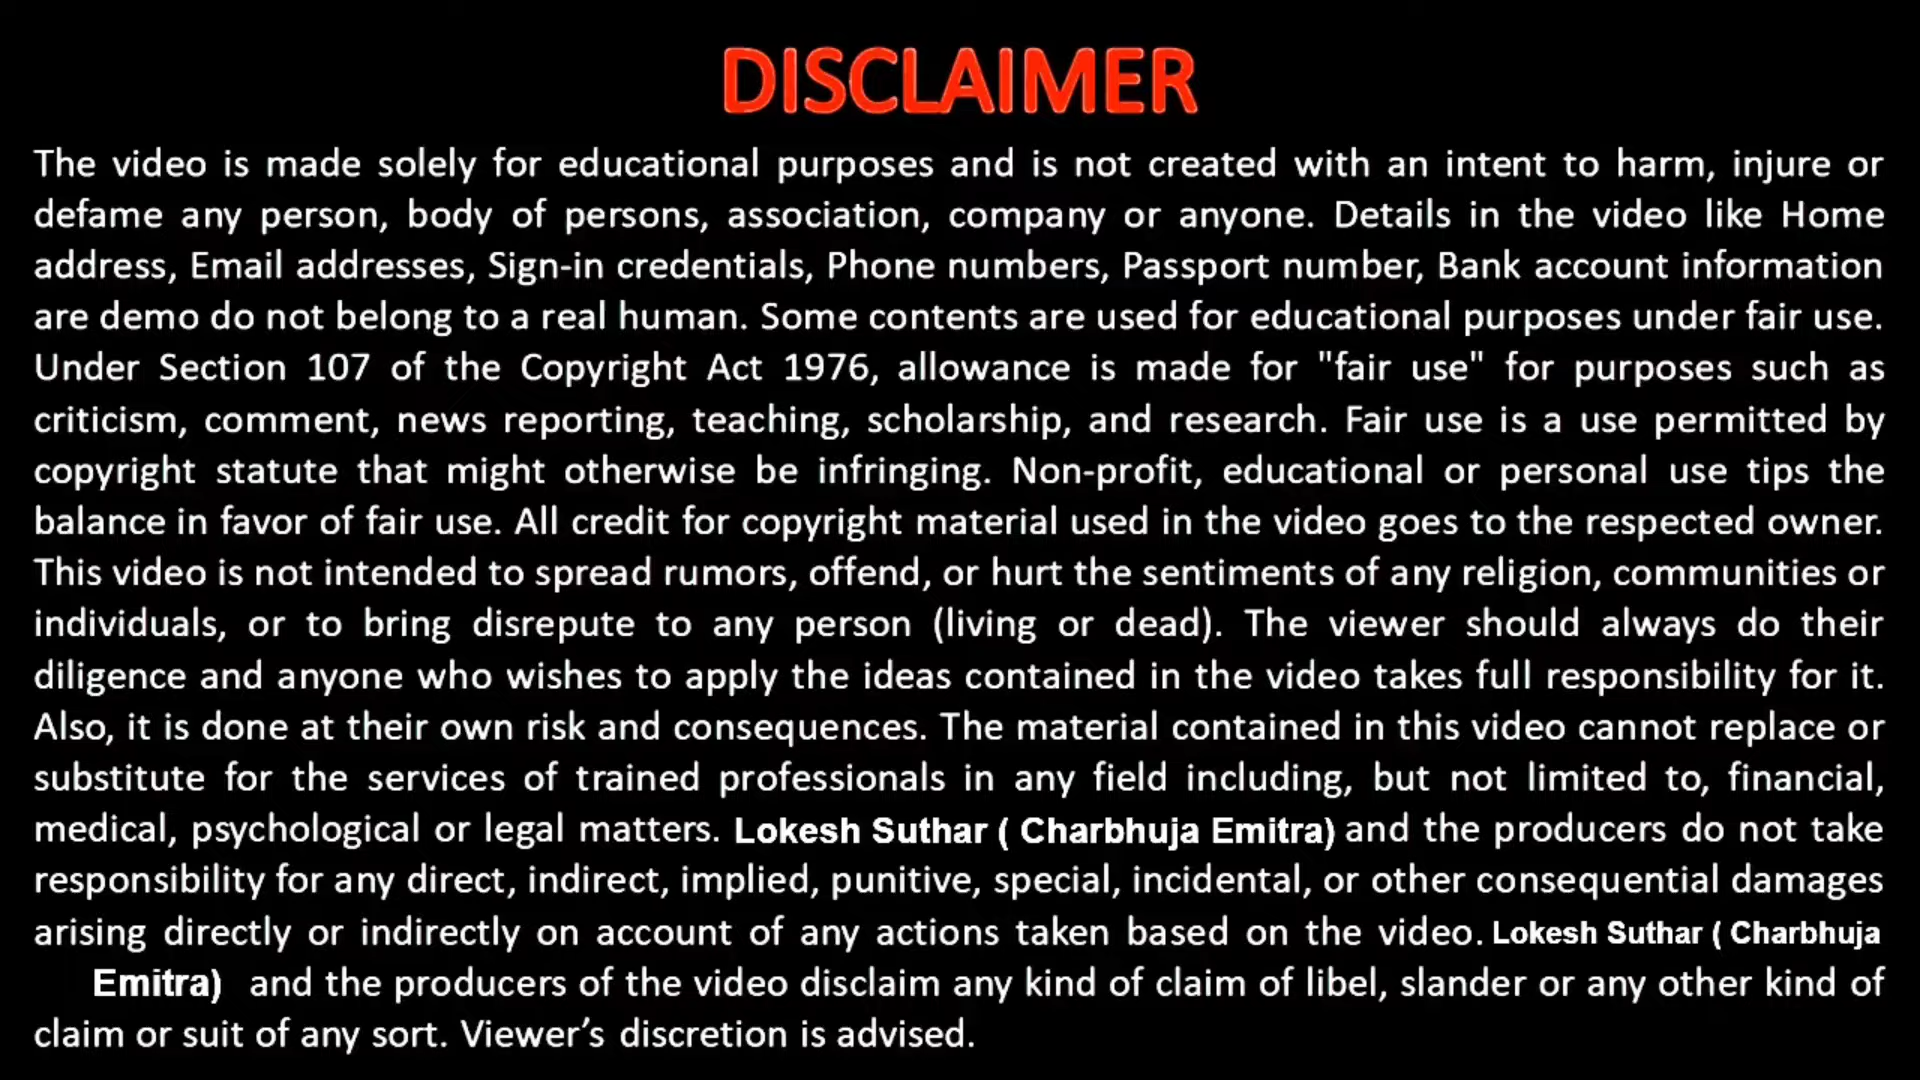 DISCLAIMER
The video is made solely for educational purposes and is not created with an intent to harm, injure or
defame any person, body of persons, association, company or anyone. Details in the video like Home
address, Email addresses, Sign-in credentials, Phone numbers, Passport number, Bank account information
are demo do not belong to a real human. Some contents are used for educational purposes under fair use.
Under Section 107 of the Copyright Act 1976, allowance is made for "fair use" for purposes such as
criticism, comment, news reporting, teaching, scholarship, and research. Fair use is a use permitted by
copyright statute that might otherwise be infringing. Non-profit, educational or personal use tips the
balance in favor of fair use. All credit for copyright material used in the video goes to the respected owner.
This video is not intended to spread rumors, offend, or hurt the sentiments of any religion, communities or
individuals, or to bring disrepute to any person (living or dead). The viewer should always do their
diligence and anyone who wishes to apply the ideas contained in the video takes full responsibility for it.
Also, it is done at their own risk and consequences. The material contained in this video cannot replace or
substitute for the services of trained professionals in any field including, but not limited to, financial,
medical, psychological or legal matters. Lokesh Suthar ( Charbhuja Emitra) and the producers do not take
responsibility for any direct, indirect, implied, punitive, special, incidental, or other consequential damages
arising directly or indirectly on account of any actions taken based on the video. Lokesh Suthar ( Charbhuja
Emitra) and the producers of the video disclaim any kind of claim of libel, slander or any other kind of
claim or suit of any sort. Viewer’s discretion is advised.